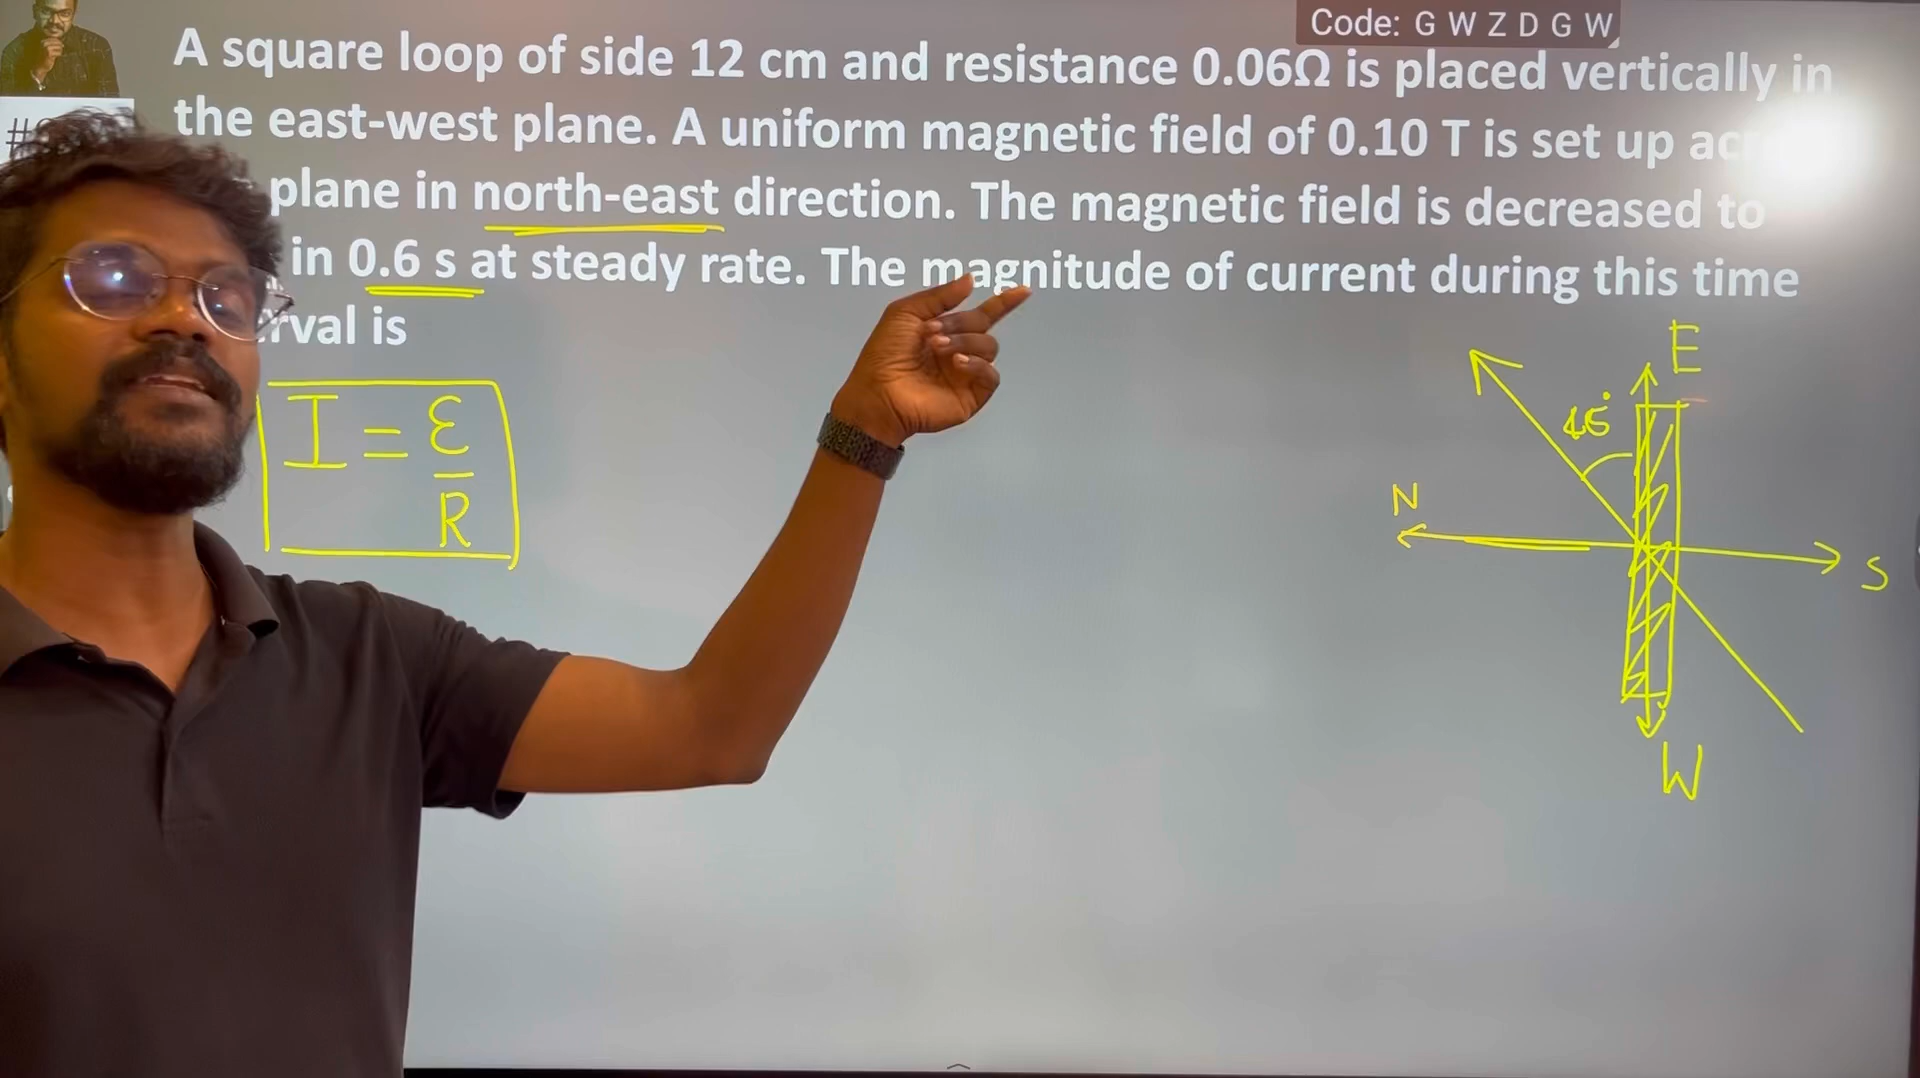 Code: G W Z D G W
A square loop of side 12 cm and resistance 0.06Ω is placed vertically in
#
the east-west plane. A uniform magnetic field of 0.10 T is set up
plane in north-east direction. The magnetic field is decreased to
in 0.6 s at steady rate. The magnitude of current during this time
is
I = ε
R
E
45°
N
S
W